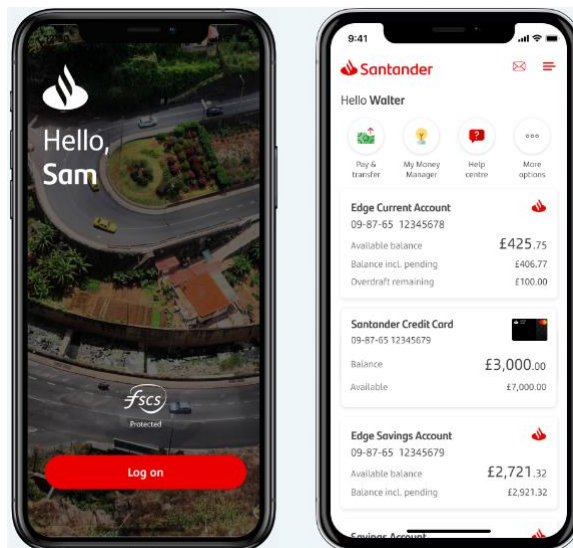 Hello,
Sam
fscs
Protected
Log on
9:41
Santander
Hello Walter
Pay & transfer
My Money Manager
Help centre
More options
Edge Current Account
09-87-65 12345678
Available balance £425.75
Balance incl. pending £406.77
Overdraft remaining £100.00
Santander Credit Card
09-87-65 12345679
Balance £3,000.00
Available £7,000.00
Edge Savings Account
09-87-65 12345679
Available balance £2,721.32
Balance incl. pending £2,921.32
Savings Account